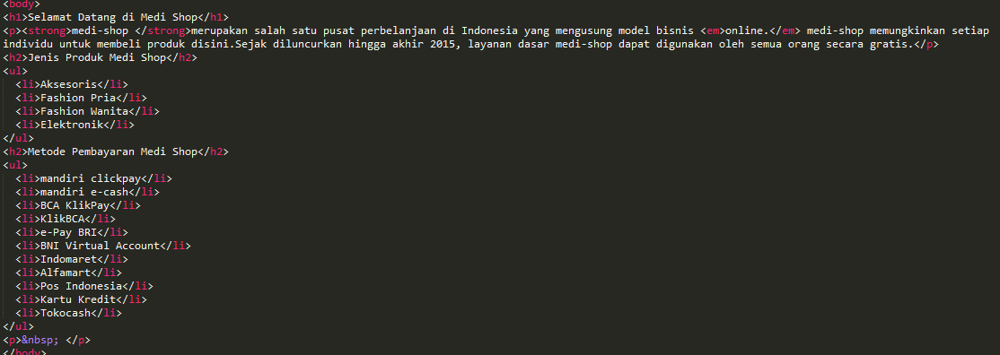 <body>
<h1>Selamat Datang di Medi Shop</h1>
<p><strong>medi-shop </strong>merupakan salah satu pusat perbelanjaan di Indonesia yang mengusung model bisnis <em>online.</em> medi-shop memungkinkan setiap
individu untuk membeli produk disini.Sejak diluncurkan hingga akhir 2015, layanan dasar medi-shop dapat digunakan oleh semua orang secara gratis.</p>
<h2>Jenis Produk Medi Shop</h2>
<ul>
<li>Aksesoris</li>
<li>Fashion Pria</li>
<li>Fashion Wanita</li>
<li>Elektronik</li>
</ul>
<h2>Metode Pembayaran Medi Shop</h2>
<ul>
<li>mandiri clickpay</li>
<li>mandiri e-cash</li>
<li>BCA KlikPay</li>
<li>KlikBCA</li>
<li>e-Pay BRI</li>
<li>BNI Virtual Account</li>
<li>Indomaret</li>
<li>Alfamart</li>
<li>Pos Indonesia</li>
<li>Kartu Kredit</li>
<li>Tokocash</li>
</ul>
<p>&nbsp; </p>
</body>